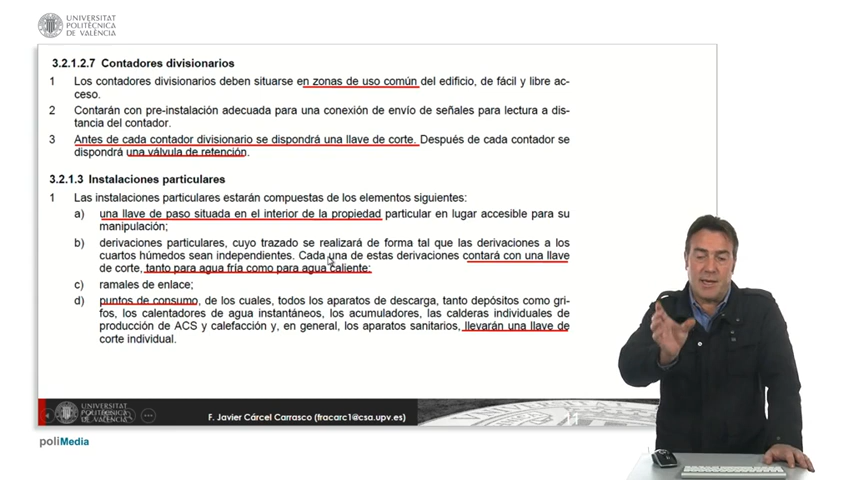 UNIVERSITAT
POLITÈCNICA
DE VALÈNCIA
3.2.1.2.7 Contadores divisionarios
1 Los contadores divisionarios deben situarse en zonas de uso común del edificio, de fácil y libre ac-
ceso.
2 Contarán con pre-instalación adecuada para una conexión de envío de señales para lectura a dis-
tancia del contador.
3 Antes de cada contador divisionario se dispondrá una llave de corte. Después de cada contador se
dispondrá una válvula de retención.
3.2.1.3 Instalaciones particulares
1 Las instalaciones particulares estarán compuestas de los elementos siguientes:
a) una llave de paso situada en el interior de la propiedad particular en lugar accesible para su
manipulación;
b) derivaciones particulares, cuyo trazado se realizará de forma tal que las derivaciones a los
cuartos húmedos sean independientes. Cada una de estas derivaciones contará con una llave
de corte, tanto para agua fría como para agua caliente;
c) ramales de enlace;
d) puntos de consumo, de los cuales, todos los aparatos de descarga, tanto depósitos como gri-
fos, los calentadores de agua instantáneos, los acumuladores, las calderas individuales de
producción de ACS y calefacción y, en general, los aparatos sanitarios, llevarán una llave de
corte individual.
UNIVERSITAT
POLITÈCNICA
DE VALÈNCIA
F. Javier Cárcel Carrasco (fracarc1@csa.upv.es)
11
poliMedia